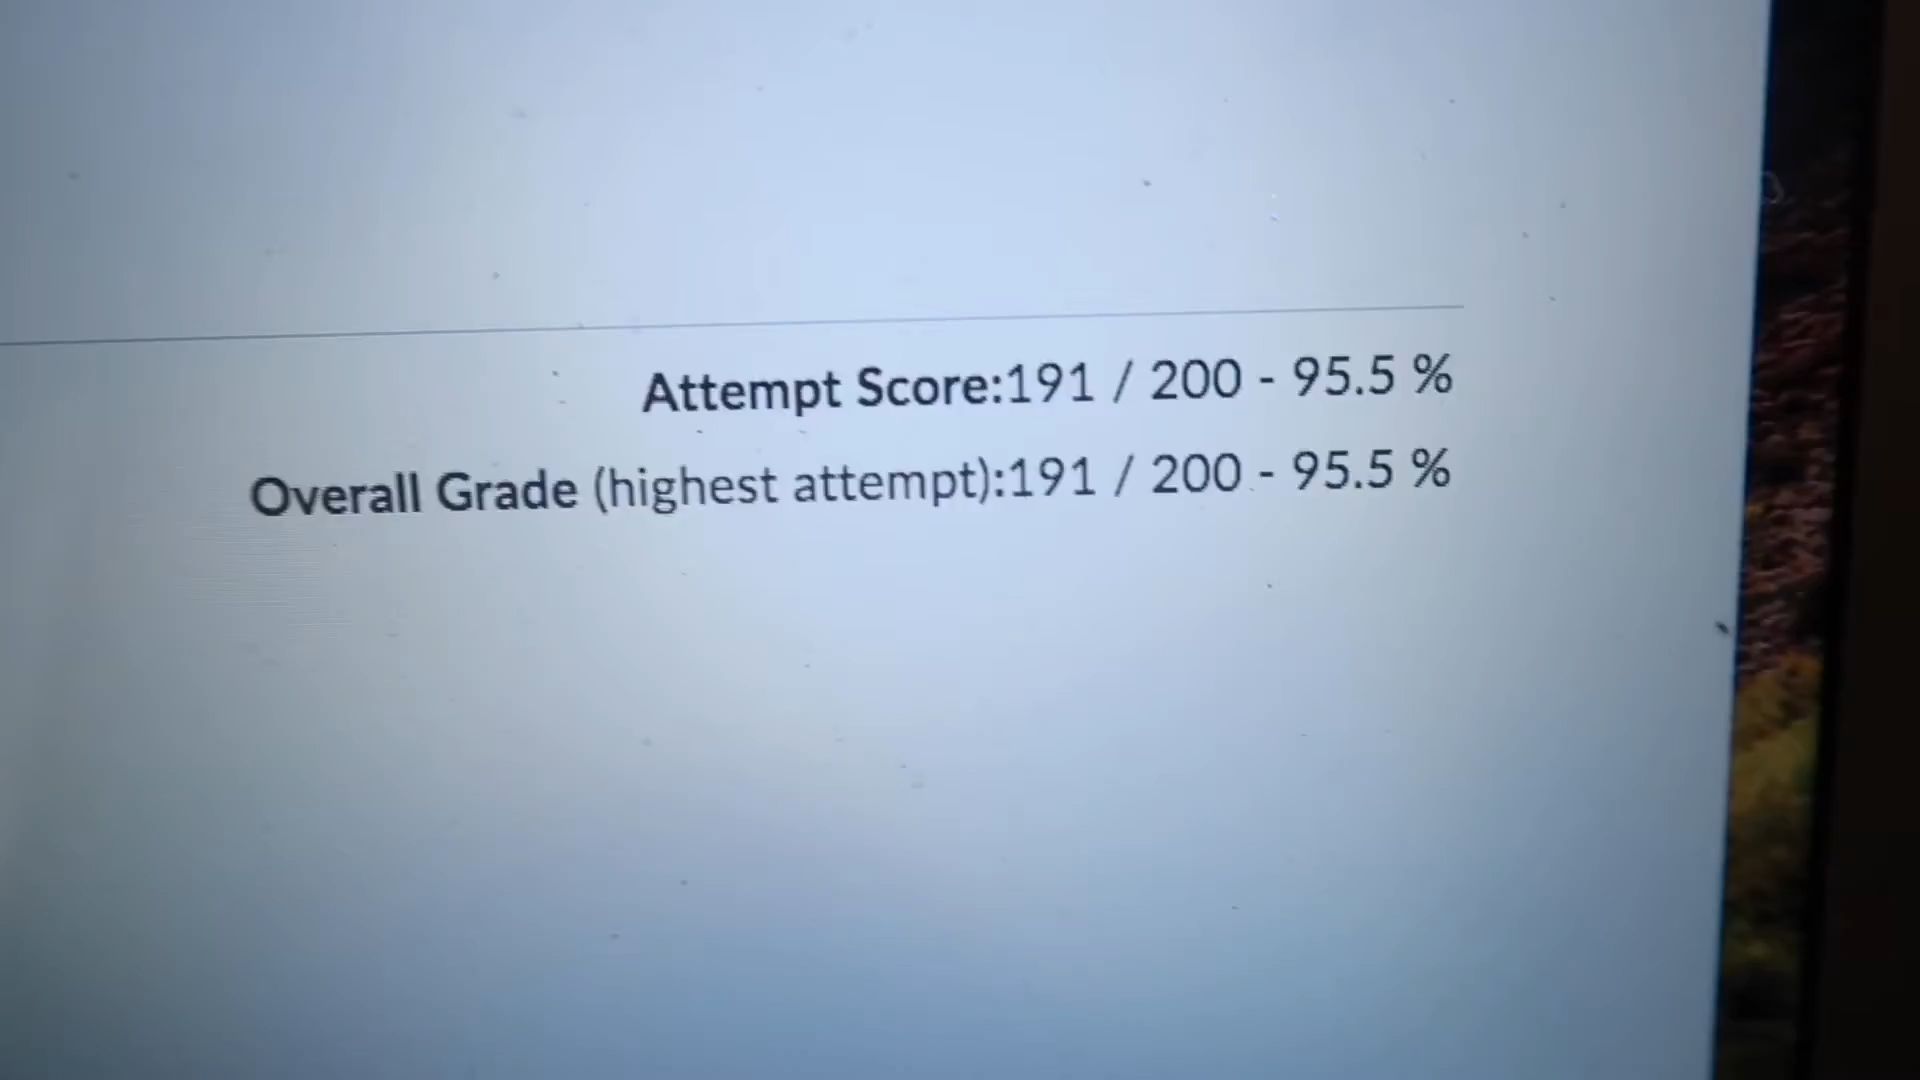 Attempt Score:191 / 200 - 95.5 %
Overall Grade (highest attempt):191 / 200 - 95.5 %